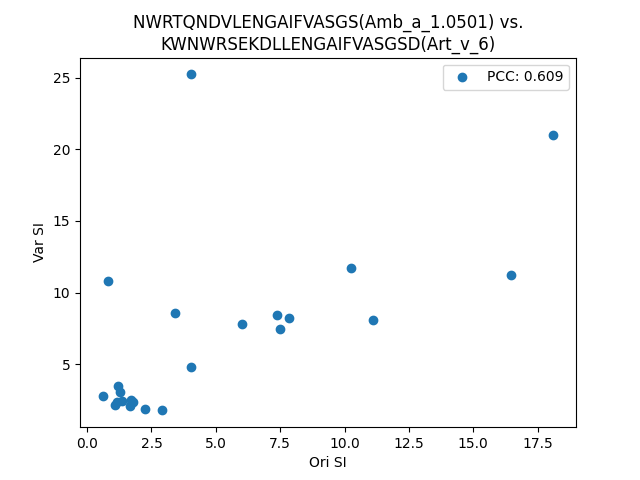 NWRTQNDVLENGAIFVASGS(Amb_a_1.0501) vs.
KWNWRSEKDLLENGAIFVASGSD(Art_v_6)
PCC: 0.609
25
20
15
10
5
Var SI
0.0 2.5 5.0 7.5 10.0 12.5 15.0 17.5
Ori SI